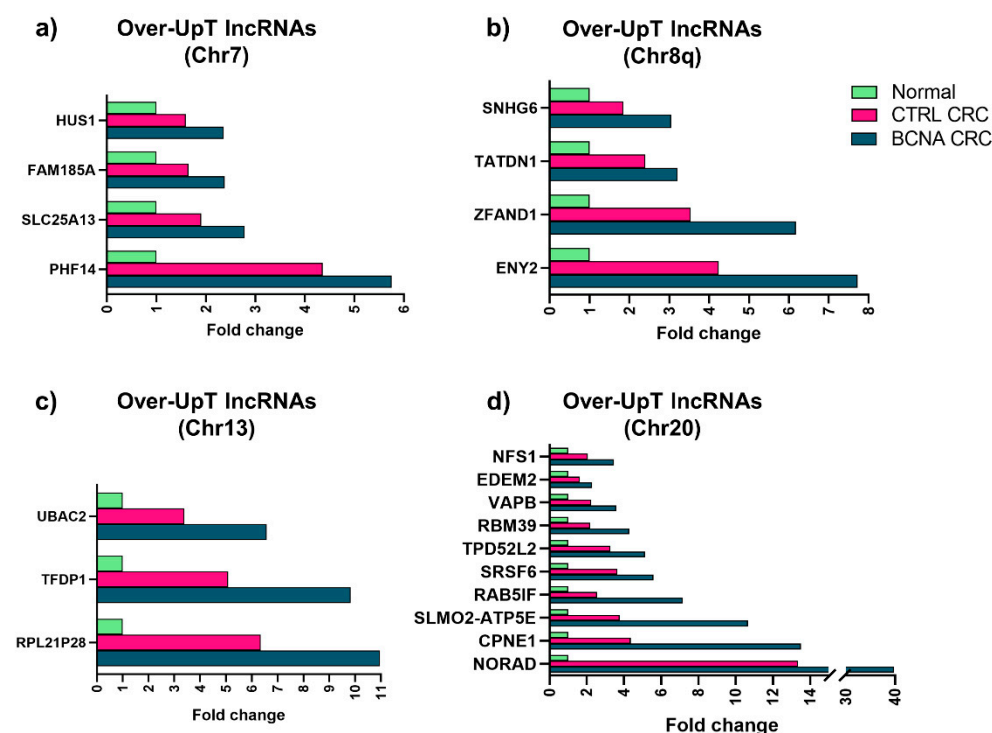 a)
Over-UpT lncRNAs
(Chr7)
HUS1
FAM185A
SLC25A13
PHF14
0 1 2 3 4 5 6
Fold change
b)
Over-UpT lncRNAs
(Chr8q)
SNHG6
TATDN1
ZFAND1
ENY2
0 1 2 3 4 5 6 7 8
Fold change
Normal
CTRL CRC
BCNA CRC
c)
Over-UpT lncRNAs
(Chr13)
UBAC2
TFDP1
RPL21P28
0 1 2 3 4 5 6 7 8 9 10 11
Fold change
d)
Over-UpT lncRNAs
(Chr20)
NFS1
EDEM2
VAPB
RBM39
TPD52L2
SRSF6
RAB5IF
SLMO2-ATP5E
CPNE1
NORAD
0 2 4 6 8 10 12 14 30 40
Fold change